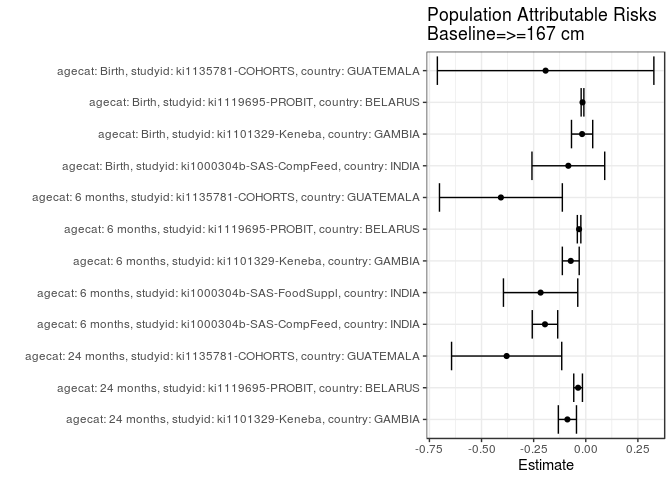 Population Attributable Risks
Baseline=>=167 cm
agecat: Birth, studyid: ki1135781-COHORTS, country: GUATEMALA
agecat: Birth, studyid: ki1119695-PROBIT, country: BELARUS
agecat: Birth, studyid: ki1101329-Keneba, country: GAMBIA
agecat: Birth, studyid: ki1000304b-SAS-CompFeed, country: INDIA
agecat: 6 months, studyid: ki1135781-COHORTS, country: GUATEMALA
agecat: 6 months, studyid: ki1119695-PROBIT, country: BELARUS
agecat: 6 months, studyid: ki1101329-Keneba, country: GAMBIA
agecat: 6 months, studyid: ki1000304b-SAS-FoodSuppl, country: INDIA
agecat: 6 months, studyid: ki1000304b-SAS-CompFeed, country: INDIA
agecat: 24 months, studyid: ki1135781-COHORTS, country: GUATEMALA
agecat: 24 months, studyid: ki1119695-PROBIT, country: BELARUS
agecat: 24 months, studyid: ki1101329-Keneba, country: GAMBIA
-0.75 -0.50 -0.25 0.00 0.25
Estimate